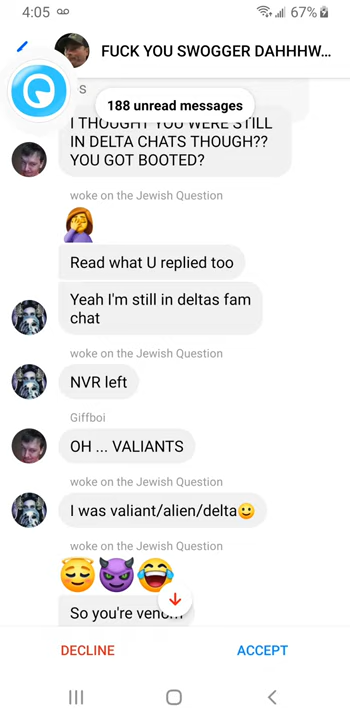 4:05
67%
FUCK YOU SWOGGER DAHHHW...
S
188 unread messages
I THOUGHT YOU WERE STILL
IN DELTA CHATS THOUGH??
YOU GOT BOOTED?
woke on the Jewish Question
Read what U replied too
Yeah I'm still in deltas fam
chat
woke on the Jewish Question
NVR left
Giffboi
OH ... VALIANTS
woke on the Jewish Question
I was valiant/alien/delta🙂
woke on the Jewish Question
So you're
DECLINE
ACCEPT